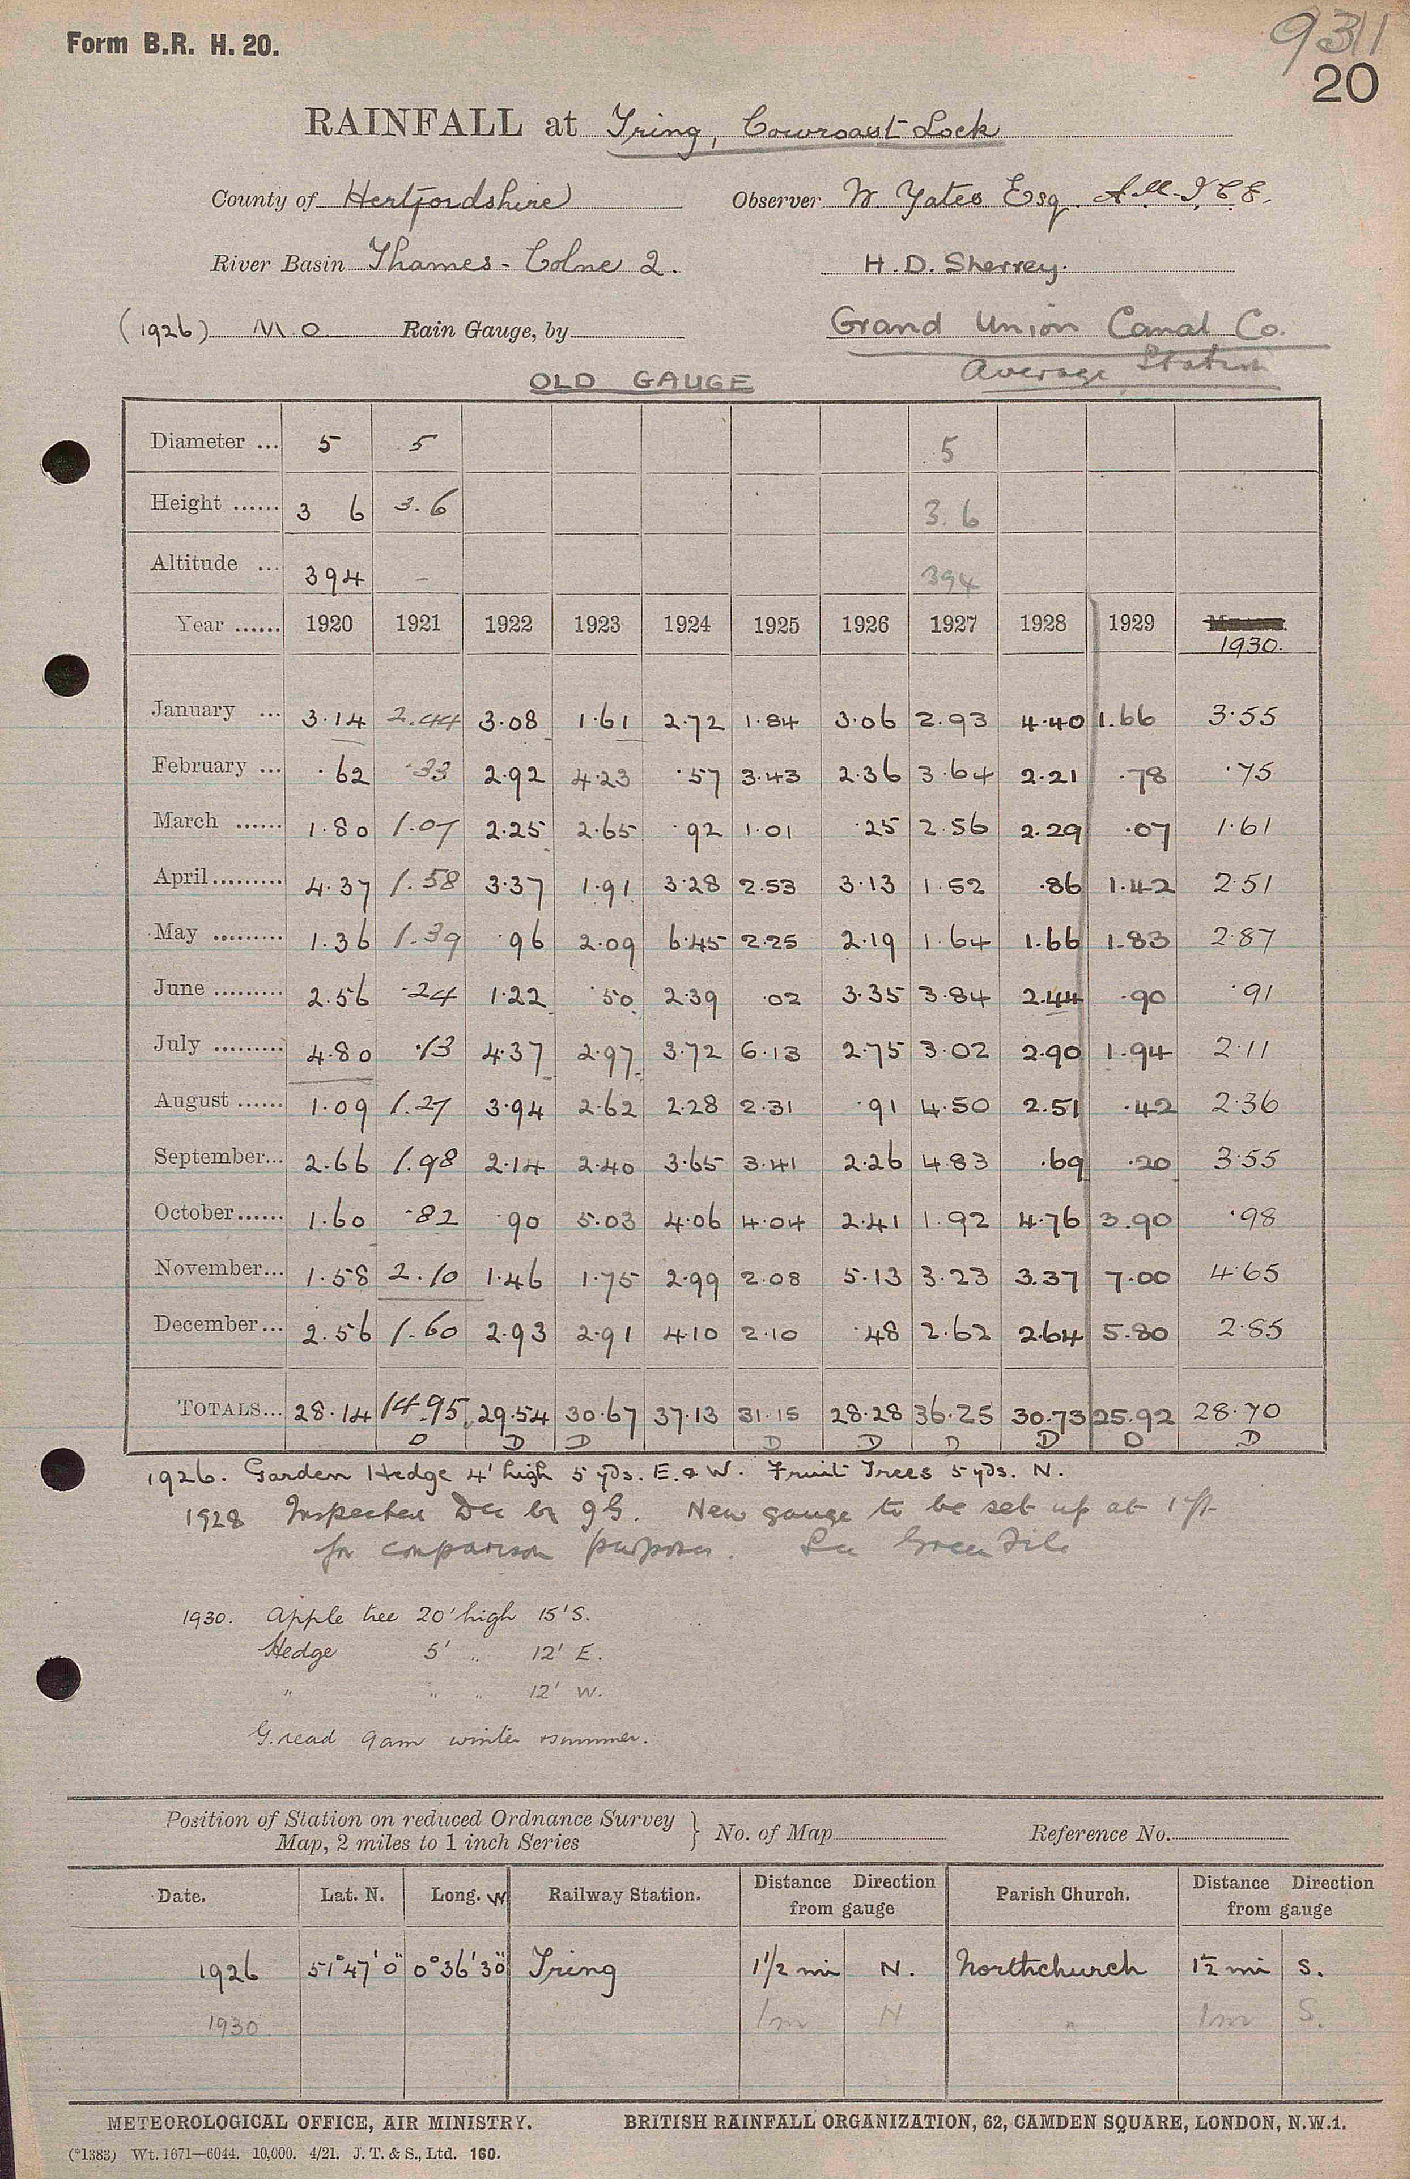 Form B.R. H. 20.
9311
20
RAINFALL at Tring, Cowroast Lock
County of Hertfordshire Observer W Yates Esq A.M.I.C.E.
River Basin Thames - Colne 2. H. D. Sherrey.
(1926) M O Rain Gauge, by Grand Union Canal Co.
OLD GAUGE Average Station
Diameter ... 5 5 5
Height ...... 3 6 3.6 3.6
Altitude ... 394 – 394
Year ...... 1920 1921 1922 1923 1924 1925 1926 1927 1928 1929 1930.
January ... 3.14 2.44 3.08 1.61 2.72 1.84 3.06 2.93 4.40 1.66 3.55
February ... .62 .33 2.92 4.23 .57 3.43 2.36 3.64 2.21 .78 .75
March ...... 1.80 1.07 2.25 2.65 .92 1.01 .25 2.56 2.29 .07 1.61
April ......... 4.37 1.58 3.37 1.91 3.28 2.53 3.13 1.52 .86 1.42 2.51
May ......... 1.36 1.39 .96 2.09 6.45 2.25 2.19 1.64 1.66 1.83 2.87
June ......... 2.56 .24 1.22 .50 2.39 .02 3.35 3.84 2.44 .90 .91
July ......... 4.80 .13 4.37 2.97 3.72 6.13 2.75 3.02 2.90 1.94 2.11
August ...... 1.09 1.27 3.94 2.62 2.28 2.31 .91 4.50 2.51 .42 2.36
September... 2.66 1.98 2.14 2.40 3.65 3.41 2.26 4.83 .69 .20 3.55
October ...... 1.60 .82 .90 5.03 4.06 4.04 2.41 1.92 4.76 3.90 .98
November... 1.58 2.10 1.46 1.75 2.99 2.08 5.13 3.23 3.37 7.00 4.65
December... 2.56 1.60 2.93 2.91 4.10 2.10 .48 2.62 2.64 5.80 2.85
TOTALS... 28.14 14.95 29.54 30.67 37.13 31.15 28.28 36.25 30.73 25.92 28.70
D D D D D D D D D
1926. Garden Hedge 4' high 5 yds. E. & W. Fruit Trees 5 yds. N.
1928 Inspected Dec by JG. New gauge to be set up at 1 ft
for comparison purposes. See Green File
1930. Apple tree 20' high 15' S.
Hedge 5' " 12' E.
" " " 12' W.
G. read 9am winter & summer.
Position of Station on reduced Ordnance Survey
Map, 2 miles to 1 inch Series } No. of Map Reference No.
Date. Lat. N. Long. W Railway Station. Distance Direction from gauge Parish Church. Distance Direction from gauge
1926 51°47'0" 0°36'30" Tring 1 1/2 mi N. Northchurch 1 1/2 mi S.
1930 1m N " 1m S.
METEOROLOGICAL OFFICE, AIR MINISTRY. BRITISH RAINFALL ORGANIZATION, 62, CAMDEN SQUARE, LONDON, N.W.1.
(*1383) Wt. 1671—6044. 10,000. 4/21. J. T. & S., Ltd. 160.